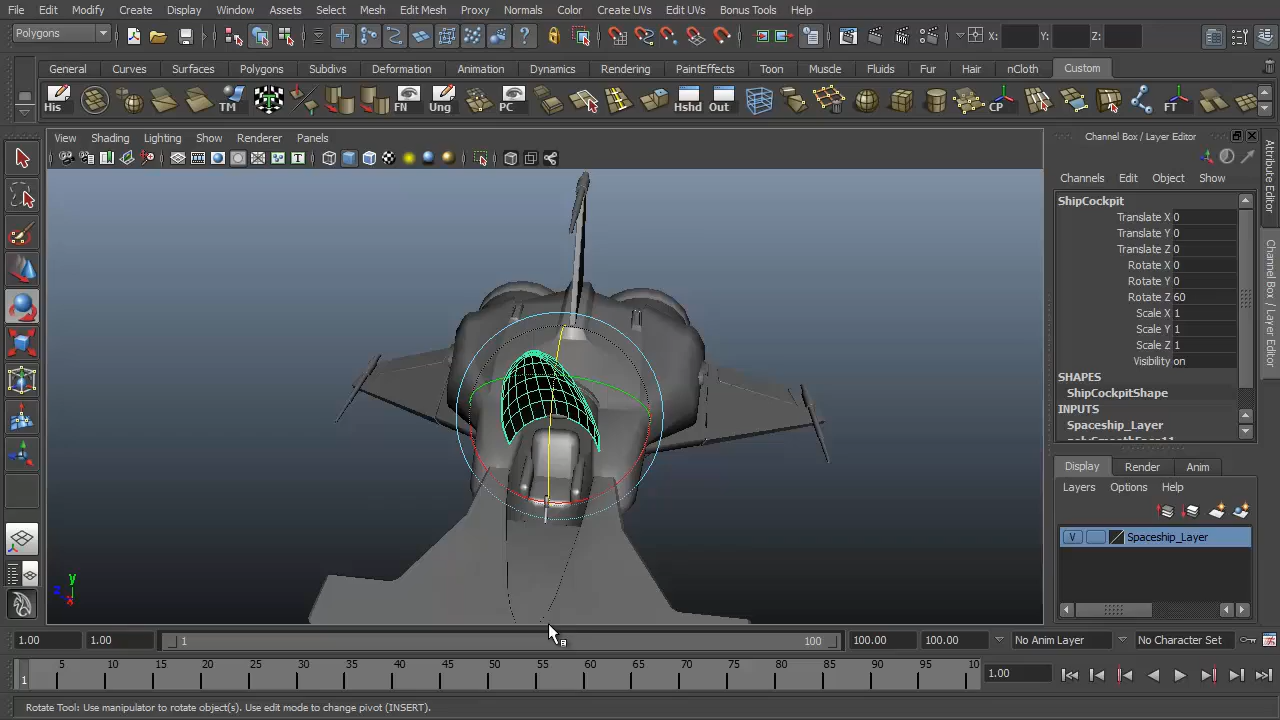 File Edit Modify Create Display Window Assets Select Mesh Edit Mesh Proxy Normals Color Create UVs Edit UVs Bonus Tools Help
Polygons X: Y: Z:
General Curves Surfaces Polygons Subdivs Deformation Animation Dynamics Rendering PaintEffects Toon Muscle Fluids Fur Hair nCloth Custom
His TM FN Ung PC Hshd Out CP FT
View Shading Lighting Show Renderer Panels
Channel Box / Layer Editor
Channels Edit Object Show
ShipCockpit
Translate X 0
Translate Y 0
Translate Z 0
Rotate X 0
Rotate Y 0
Rotate Z 60
Scale X 1
Scale Y 1
Scale Z 1
Visibility on
SHAPES
ShipCockpitShape
INPUTS
Spaceship_Layer
Attribute Editor
Channel Box / Layer Editor
Display Render Anim
Layers Options Help
V Spaceship_Layer
y
z
x
1.00 1.00 1 100 100.00 100.00 No Anim Layer No Character Set
1 5 10 15 20 25 30 35 40 45 50 55 60 65 70 75 80 85 90 95 10 1.00
Rotate Tool: Use manipulator to rotate object(s). Use edit mode to change pivot (INSERT).